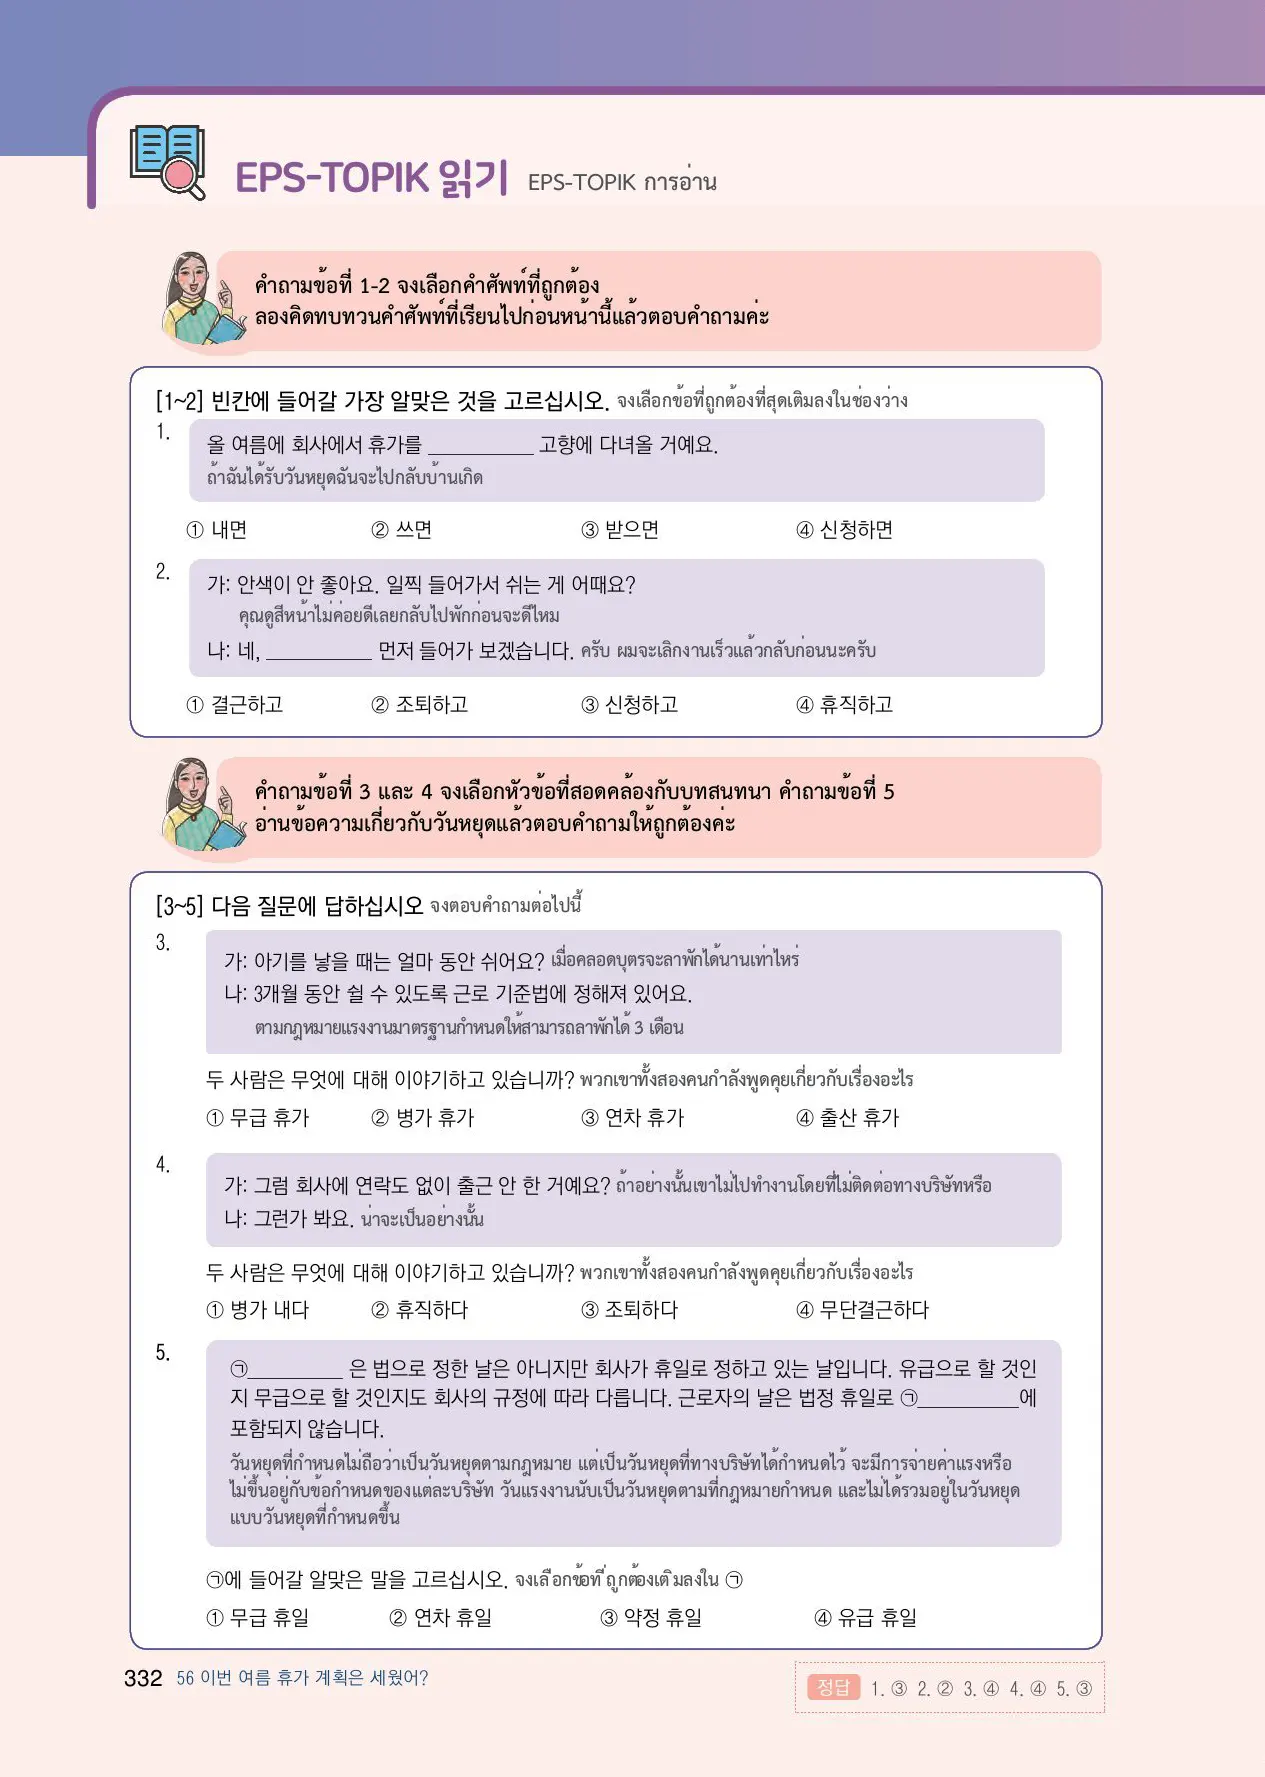 EPS-TOPIK 읽기 EPS-TOPIK การอ่าน
คำถามข้อที่ 1-2 จงเลือกคำศัพท์ที่ถูกต้อง
ลองคิดทบทวนคำศัพท์ที่เรียนไปก่อนหน้านี้แล้วตอบคำถามค่ะ
[1~2] 빈칸에 들어갈 가장 알맞은 것을 고르십시오. จงเลือกข้อที่ถูกต้องที่สุดเติมลงในช่องว่าง
1.
올 여름에 회사에서 휴가를 __________ 고향에 다녀올 거예요.
ถ้าฉันได้รับวันหยุดฉันจะไปกลับบ้านเกิด
① 내면 ② 쓰면 ③ 받으면 ④ 신청하면
2.
가: 안색이 안 좋아요. 일찍 들어가서 쉬는 게 어때요?
คุณดูสีหน้าไม่ค่อยดีเลยกลับไปพักก่อนจะดีไหม
나: 네, __________ 먼저 들어가 보겠습니다. ครับ ผมจะเลิกงานเร็วแล้วกลับก่อนนะครับ
① 결근하고 ② 조퇴하고 ③ 신청하고 ④ 휴직하고
คำถามข้อที่ 3 และ 4 จงเลือกหัวข้อที่สอดคล้องกับบทสนทนา คำถามข้อที่ 5
อ่านข้อความเกี่ยวกับวันหยุดแล้วตอบคำถามให้ถูกต้องค่ะ
[3~5] 다음 질문에 답하십시오 จงตอบคำถามต่อไปนี้
3.
가: 아기를 낳을 때는 얼마 동안 쉬어요? เมื่อคลอดบุตรจะลาพักได้นานเท่าไหร่
나: 3개월 동안 쉴 수 있도록 근로 기준법에 정해져 있어요.
ตามกฎหมายแรงงานมาตรฐานกำหนดให้สามารถลาพักได้ 3 เดือน
두 사람은 무엇에 대해 이야기하고 있습니까? พวกเขาทั้งสองคนกำลังพูดคุยเกี่ยวกับเรื่องอะไร
① 무급 휴가 ② 병가 휴가 ③ 연차 휴가 ④ 출산 휴가
4.
가: 그럼 회사에 연락도 없이 출근 안 한 거예요? ถ้าอย่างนั้นเขาไม่ไปทำงานโดยที่ไม่ติดต่อทางบริษัทหรือ
나: 그런가 봐요. น่าจะเป็นอย่างนั้น
두 사람은 무엇에 대해 이야기하고 있습니까? พวกเขาทั้งสองคนกำลังพูดคุยเกี่ยวกับเรื่องอะไร
① 병가 내다 ② 휴직하다 ③ 조퇴하다 ④ 무단결근하다
5.
㉠_________ 은 법으로 정한 날은 아니지만 회사가 휴일로 정하고 있는 날입니다. 유급으로 할 것인
지 무급으로 할 것인지도 회사의 규정에 따라 다릅니다. 근로자의 날은 법정 휴일로 ㉠__________에
포함되지 않습니다.
วันหยุดที่กำหนดไม่ถือว่าเป็นวันหยุดตามกฎหมาย แต่เป็นวันหยุดที่ทางบริษัทได้กำหนดไว้ จะมีการจ่ายค่าแรงหรือ
ไม่ขึ้นอยู่กับข้อกำหนดของแต่ละบริษัท วันแรงงานนับเป็นวันหยุดตามที่กฎหมายกำหนด และไม่ได้รวมอยู่ในวันหยุด
แบบวันหยุดที่กำหนดขึ้น
㉠에 들어갈 알맞은 말을 고르십시오. จงเลือกข้อที่ถูกต้องเติมลงใน ㉠
① 무급 휴일 ② 연차 휴일 ③ 약정 휴일 ④ 유급 휴일
332 56 이번 여름 휴가 계획은 세웠어?
정답 1. ③ 2. ② 3. ④ 4. ④ 5. ③